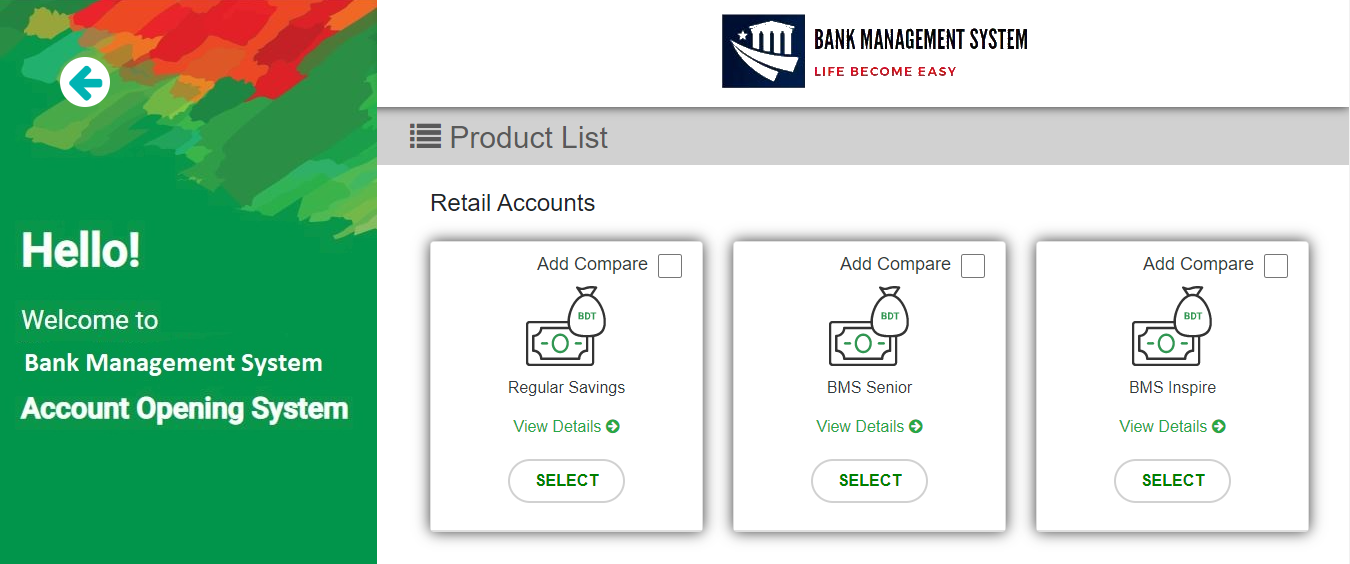 Hello!
Welcome to
Bank Management System
Account Opening System
BANK MANAGEMENT SYSTEM
LIFE BECOME EASY
Product List
Retail Accounts
Add Compare
BDT
Regular Savings
View Details
SELECT
Add Compare
BDT
BMS Senior
View Details
SELECT
Add Compare
BDT
BMS Inspire
View Details
SELECT